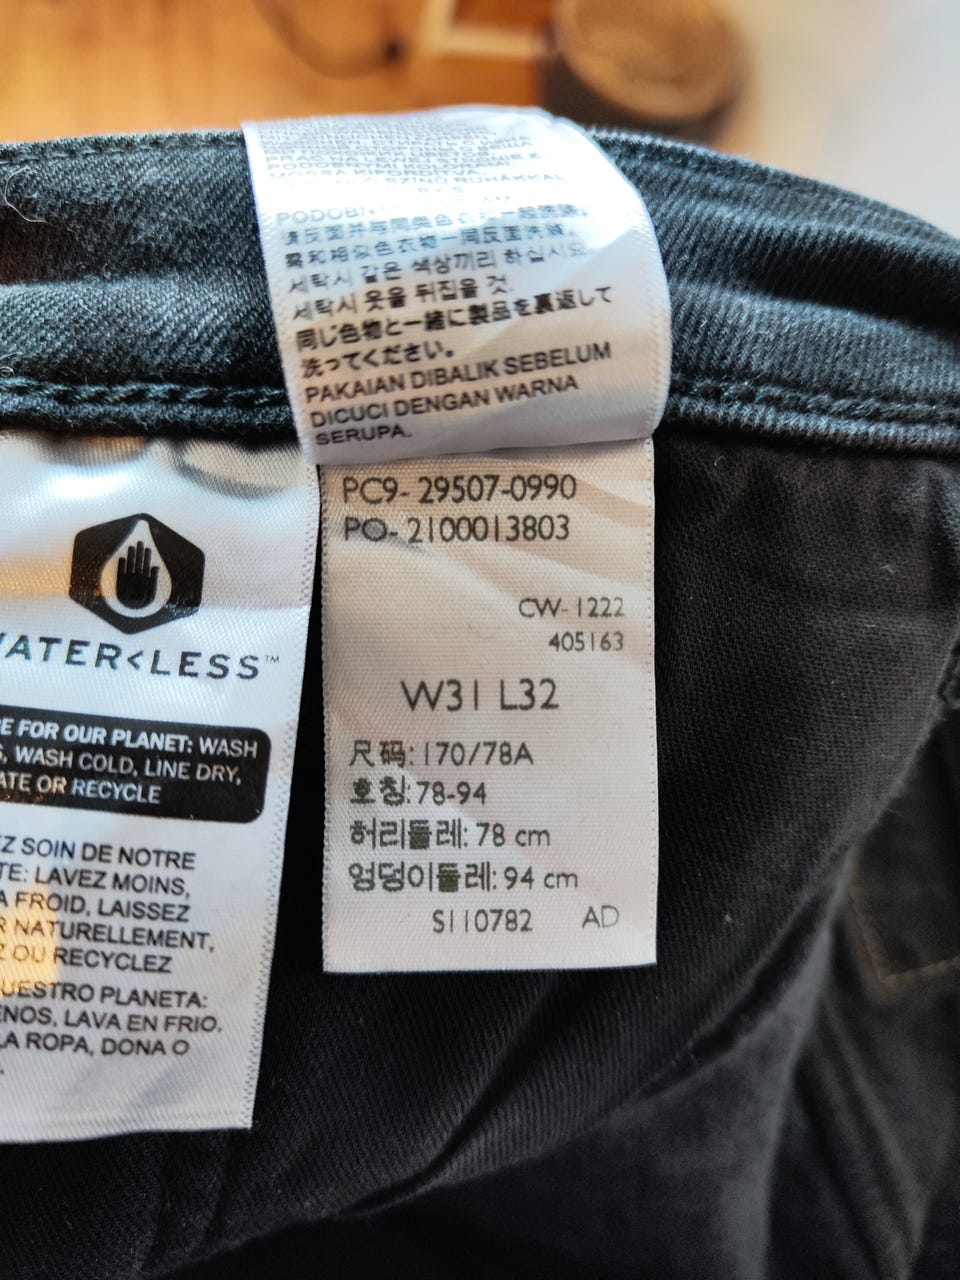 MOSSA KIFORDÍTVA.
PODOBN
请反面并与同类色衣物一起洗涤。
需和相似色衣物一同反面洗滌。
세탁시 같은 색상끼리 하십시오
세탁시 옷을 뒤집을 것.
同じ色物と一緒に製品を裏返して
洗ってください。
PAKAIAN DIBALIK SEBELUM
DICUCI DENGAN WARNA
SERUPA.
PC9- 29507-0990
PO- 2100013803
CW- 1222
405163
W31 L32
尺码: 170/78A
호칭: 78-94
허리둘레: 78 cm
엉덩이둘레: 94 cm
S110782 AD
WATER<LESS™
E FOR OUR PLANET: WASH
S, WASH COLD, LINE DRY,
ATE OR RECYCLE
EZ SOIN DE NOTRE
TE: LAVEZ MOINS,
A FROID, LAISSEZ
R NATURELLEMENT,
Z OU RECYCLEZ
UESTRO PLANETA:
ENOS, LAVA EN FRIO.
LA ROPA, DONA O
.